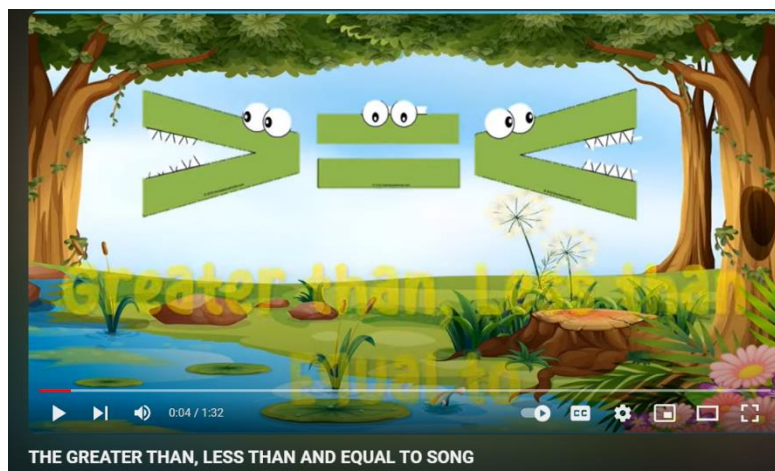 Greater than, Less than
Equal to
0:04 / 1:32
CC
THE GREATER THAN, LESS THAN AND EQUAL TO SONG